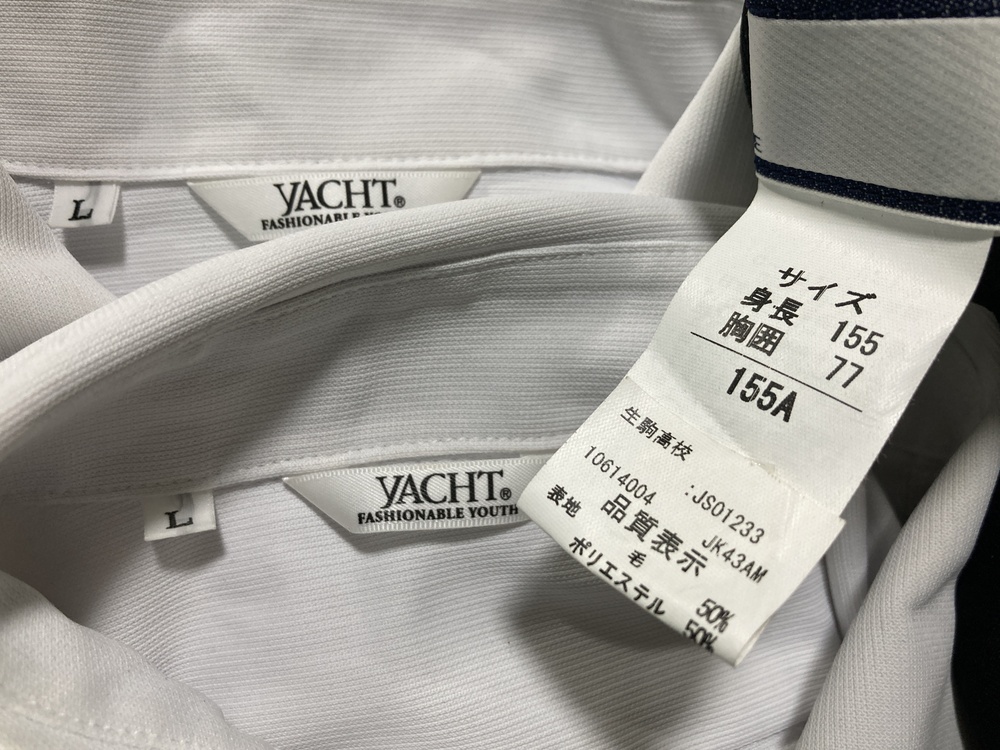 L
YACHT®
FASHIONABLE
L
YACHT®
FASHIONABLE YOUTH
E
サイズ
身長 155
胸囲 77
155A
生駒高校
10614004 :JS01233
品質表示 JK43AM
表地
毛 50%
ポリエステル 50%